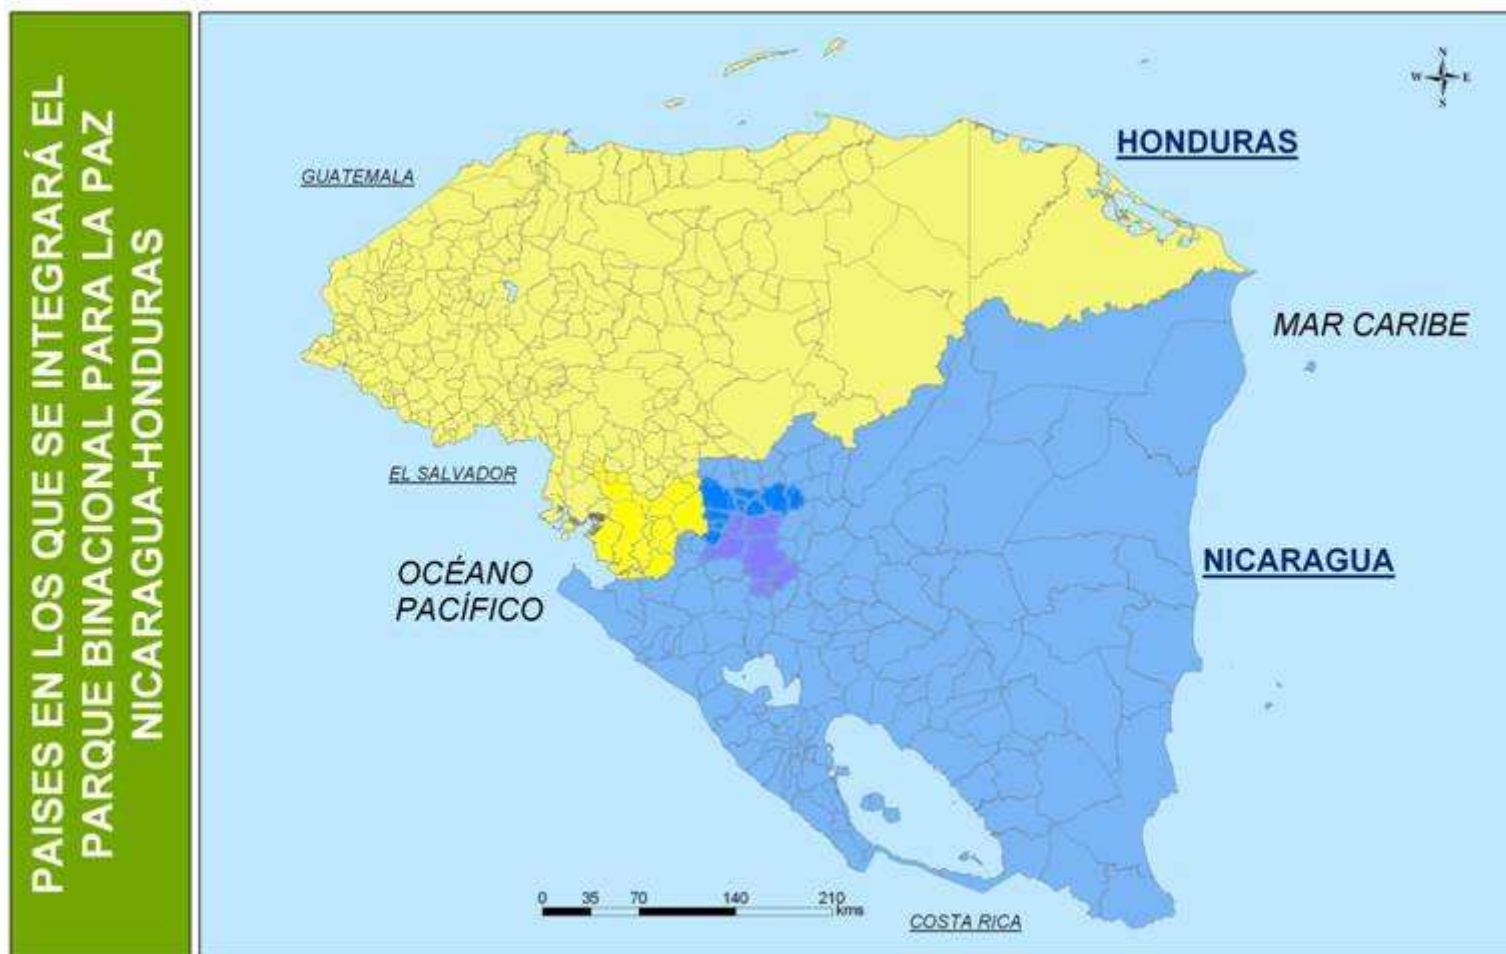 PAISES EN LOS QUE SE INTEGRARÁ EL
PARQUE BINACIONAL PARA LA PAZ
NICARAGUA-HONDURAS
N
W E
S
HONDURAS
GUATEMALA
MAR CARIBE
EL SALVADOR
NICARAGUA
OCÉANO
PACÍFICO
0 35 70 140 210
kms
COSTA RICA